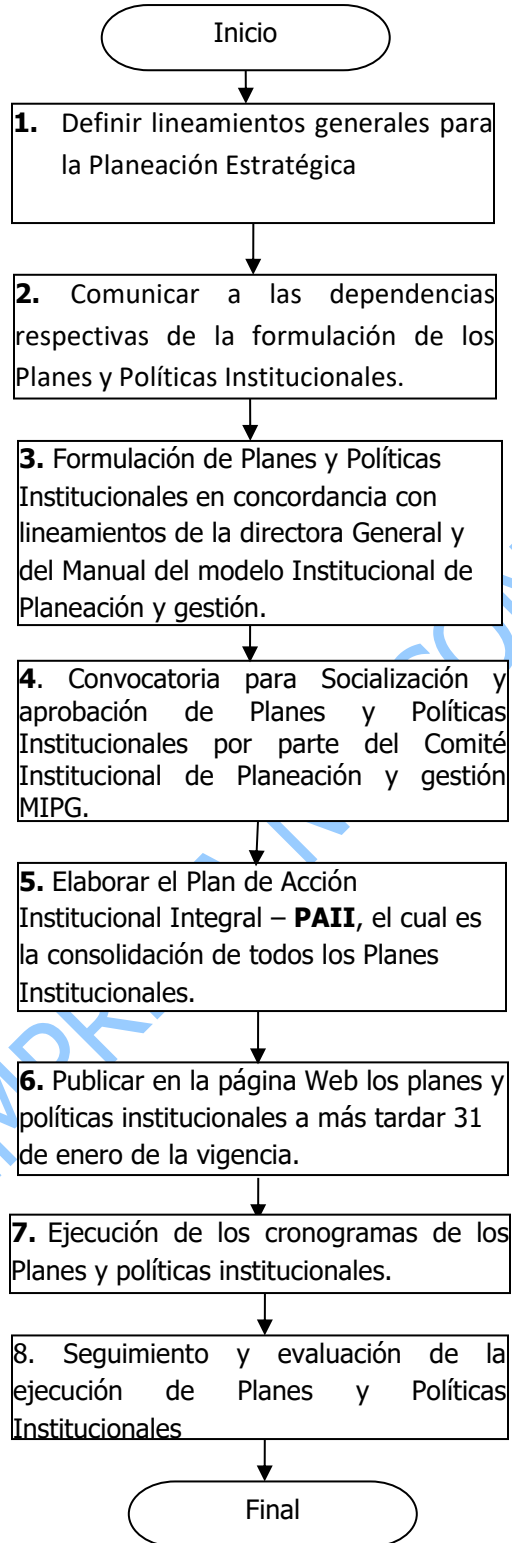 Inicio
1. Definir lineamientos generales para
la Planeación Estratégica
2. Comunicar a las dependencias
respectivas de la formulación de los
Planes y Políticas Institucionales.
3. Formulación de Planes y Políticas
Institucionales en concordancia con
lineamientos de la directora General y
del Manual del modelo Institucional de
Planeación y gestión.
4. Convocatoria para Socialización y
aprobación de Planes y Políticas
Institucionales por parte del Comité
Institucional de Planeación y gestión
MIPG.
5. Elaborar el Plan de Acción
Institucional Integral – PAII, el cual es
la consolidación de todos los Planes
Institucionales.
6. Publicar en la página Web los planes y
políticas institucionales a más tardar 31
de enero de la vigencia.
7. Ejecución de los cronogramas de los
Planes y políticas institucionales.
8. Seguimiento y evaluación de la
ejecución de Planes y Políticas
Institucionales
Final